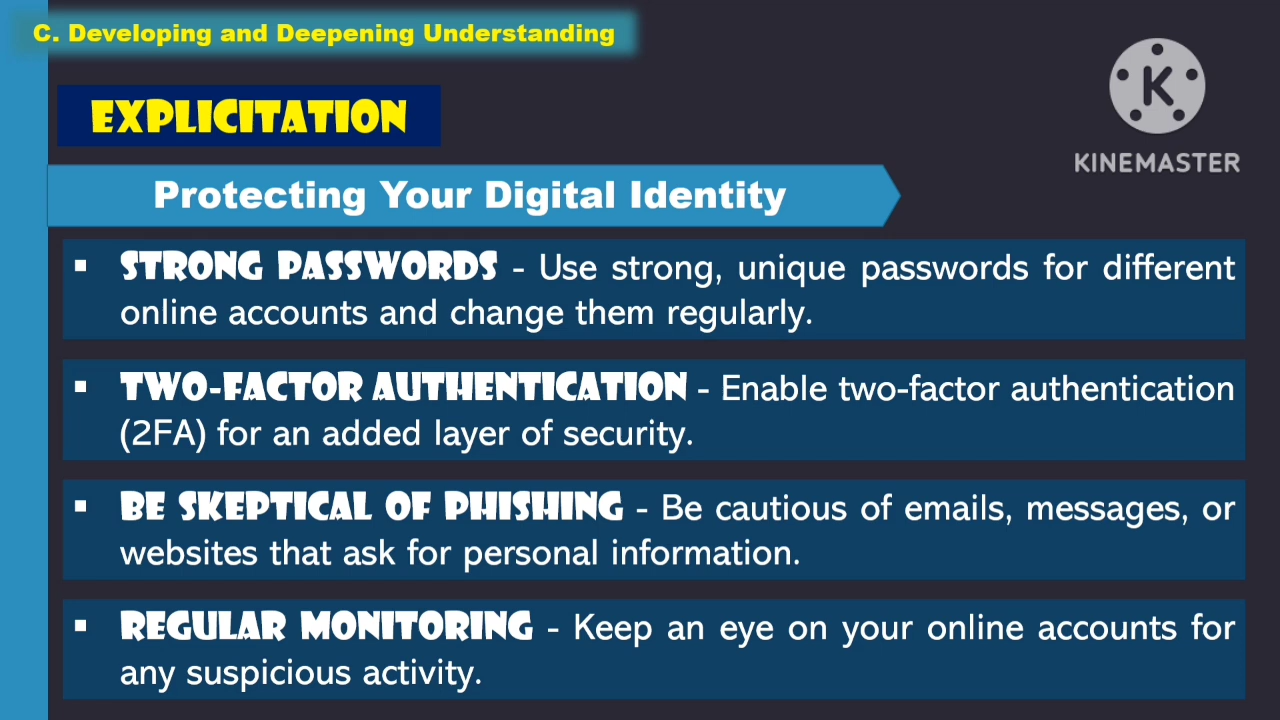 C. Developing and Deepening Understanding
EXPLICITATION
K
KINEMASTER
Protecting Your Digital Identity
▪ STRONG PASSWORDS - Use strong, unique passwords for different
online accounts and change them regularly.
▪ TWO-FACTOR AUTHENTICATION - Enable two-factor authentication
(2FA) for an added layer of security.
▪ BE SKEPTICAL OF PHISHING - Be cautious of emails, messages, or
websites that ask for personal information.
▪ REGULAR MONITORING - Keep an eye on your online accounts for
any suspicious activity.